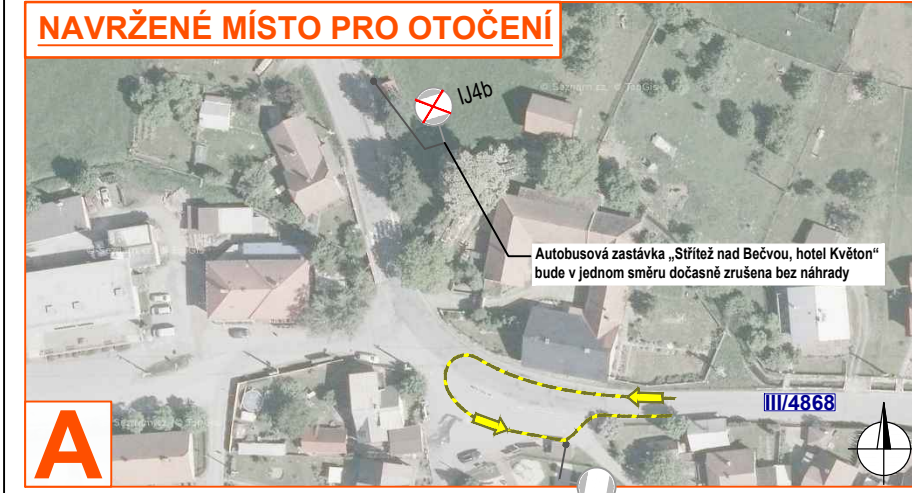 NAVRŽENÉ MÍSTO PRO OTOČENÍ
IJ4b
Autobusová zastávka „Střítež nad Bečvou, hotel Květon“
bude v jednom směru dočasně zrušena bez náhrady
III/4868
A